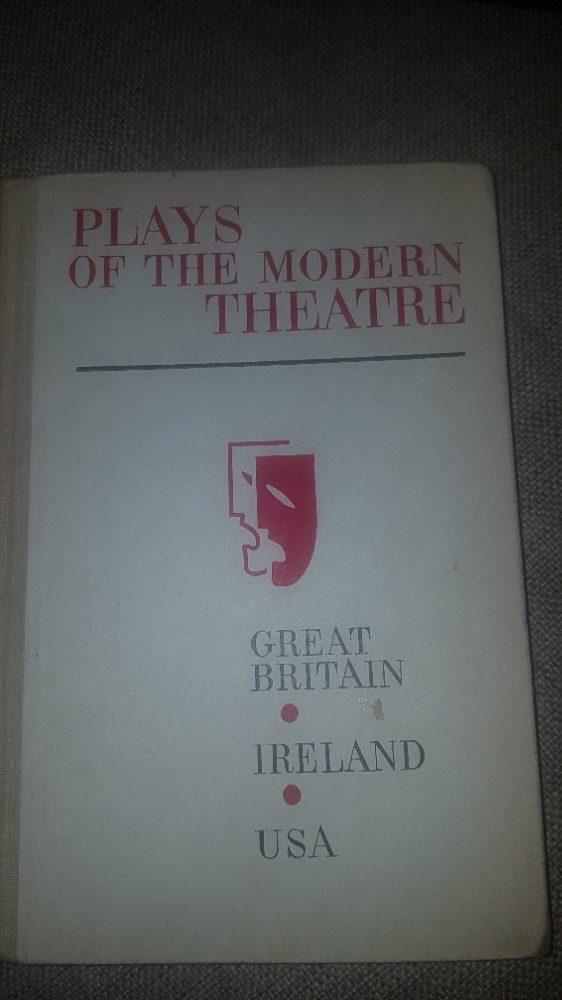 PLAYS
OF THE MODERN
THEATRE
GREAT
BRITAIN
IRELAND
USA